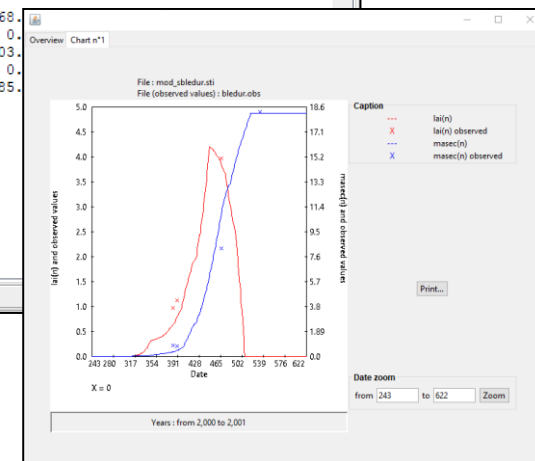 68.
0.
03.
0.
85.
Overview Chart n°1
File : mod_sbledur.sti
File (observed values) : bledur.obs
lai(n) and observed values
5.0
4.5
4.0
3.5
3.0
2.5
2.0
1.5
1.0
0.5
0.0
18.6
17.1
15.2
13.3
11.4
9.5
7.6
5.7
3.8
1.89
0.0
masec(n) and observed values
243 280 317 354 391 428 465 502 539 576 622
Date
X = 0
Years : from 2,000 to 2,001
Caption
lai(n)
X lai(n) observed
masec(n)
X masec(n) observed
Print...
Date zoom
from 243 to 622 Zoom